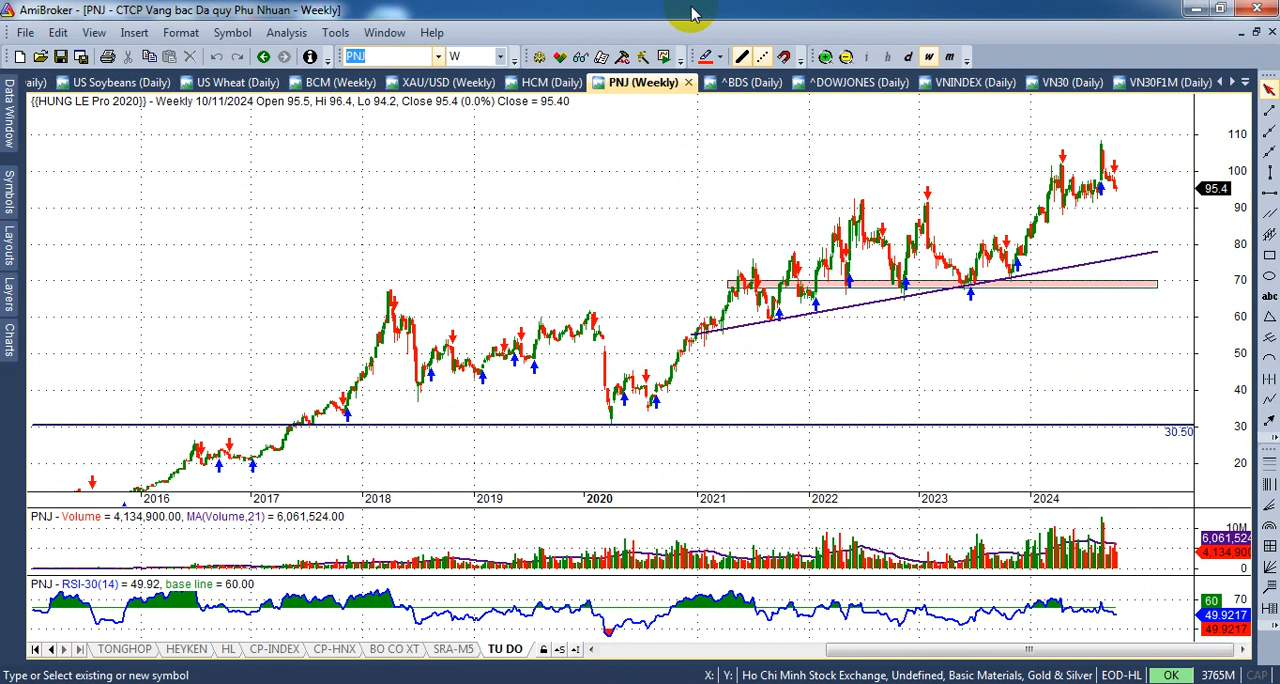 AmiBroker - [PNJ - CTCP Vang bac Da quy Phu Nhuan - Weekly]
File Edit View Insert Format Symbol Analysis Tools Window Help
PNJ W h d w m
aily) US Soybeans (Daily) US Wheat (Daily) BCM (Weekly) XAU/USD (Weekly) HCM (Daily) PNJ (Weekly) ^BDS (Daily) ^DOWJONES (Daily) VNINDEX (Daily) VN30 (Daily) VN30F1M (Daily)
{{HUNG LE Pro 2020}} - Weekly 10/11/2024 Open 95.5, Hi 96.4, Lo 94.2, Close 95.4 (0.0%) Close = 95.40
Data Window
Symbols
Layouts
Layers
Charts
110
100
95.4
90
80
70
60
50
40
30
30.50
20
abc
2016 2017 2018 2019 2020 2021 2022 2023 2024
PNJ - Volume = 4,134,900.00, MA(Volume,21) = 6,061,524.00
10M
6,061,524
4,134,900
0
PNJ - RSI-30(14) = 49.92, base line = 60.00
70
60
49.9217
49.9217
TONGHOP HEYKEN HL CP-INDEX CP-HNX BO CO XT SRA-M5 TU DO
Type or Select existing or new symbol X: Y: Ho Chi Minh Stock Exchange, Undefined, Basic Materials, Gold & Silver EOD-HL OK 3765M CAP